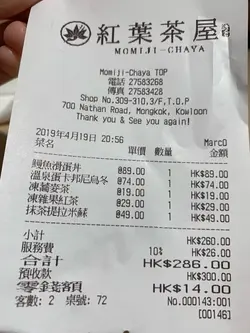 紅葉茶屋
MOMIJI-CHAYA
Momiji-Chaya TOP
電話 27583268
傳真 27583428
Shop No.309-310,3/F,T.O.P
700 Nathan Road, Mongkok, Kowloon
Thank you & See you again!
2019年4月19日 20:56 MarcO
菜名 單價 數量 金額
鰻魚滑蛋丼 @89.00 1 HK$89.00
溫泉蛋卡邦尼烏冬 @74.00 1 HK$74.00
凍蕎麥茶 @19.00 1 HK$19.00
凍雜果紅茶 @29.00 1 HK$29.00
抹茶提拉米蘇 @49.00 1 HK$49.00
小計 HK$260.00
服務費 10% HK$26.00
合計 HK$286.00
預收款 HK$300.00
零錢額 HK$14.00
客數: 2 桌號: 72 No.000143:001
[00146]